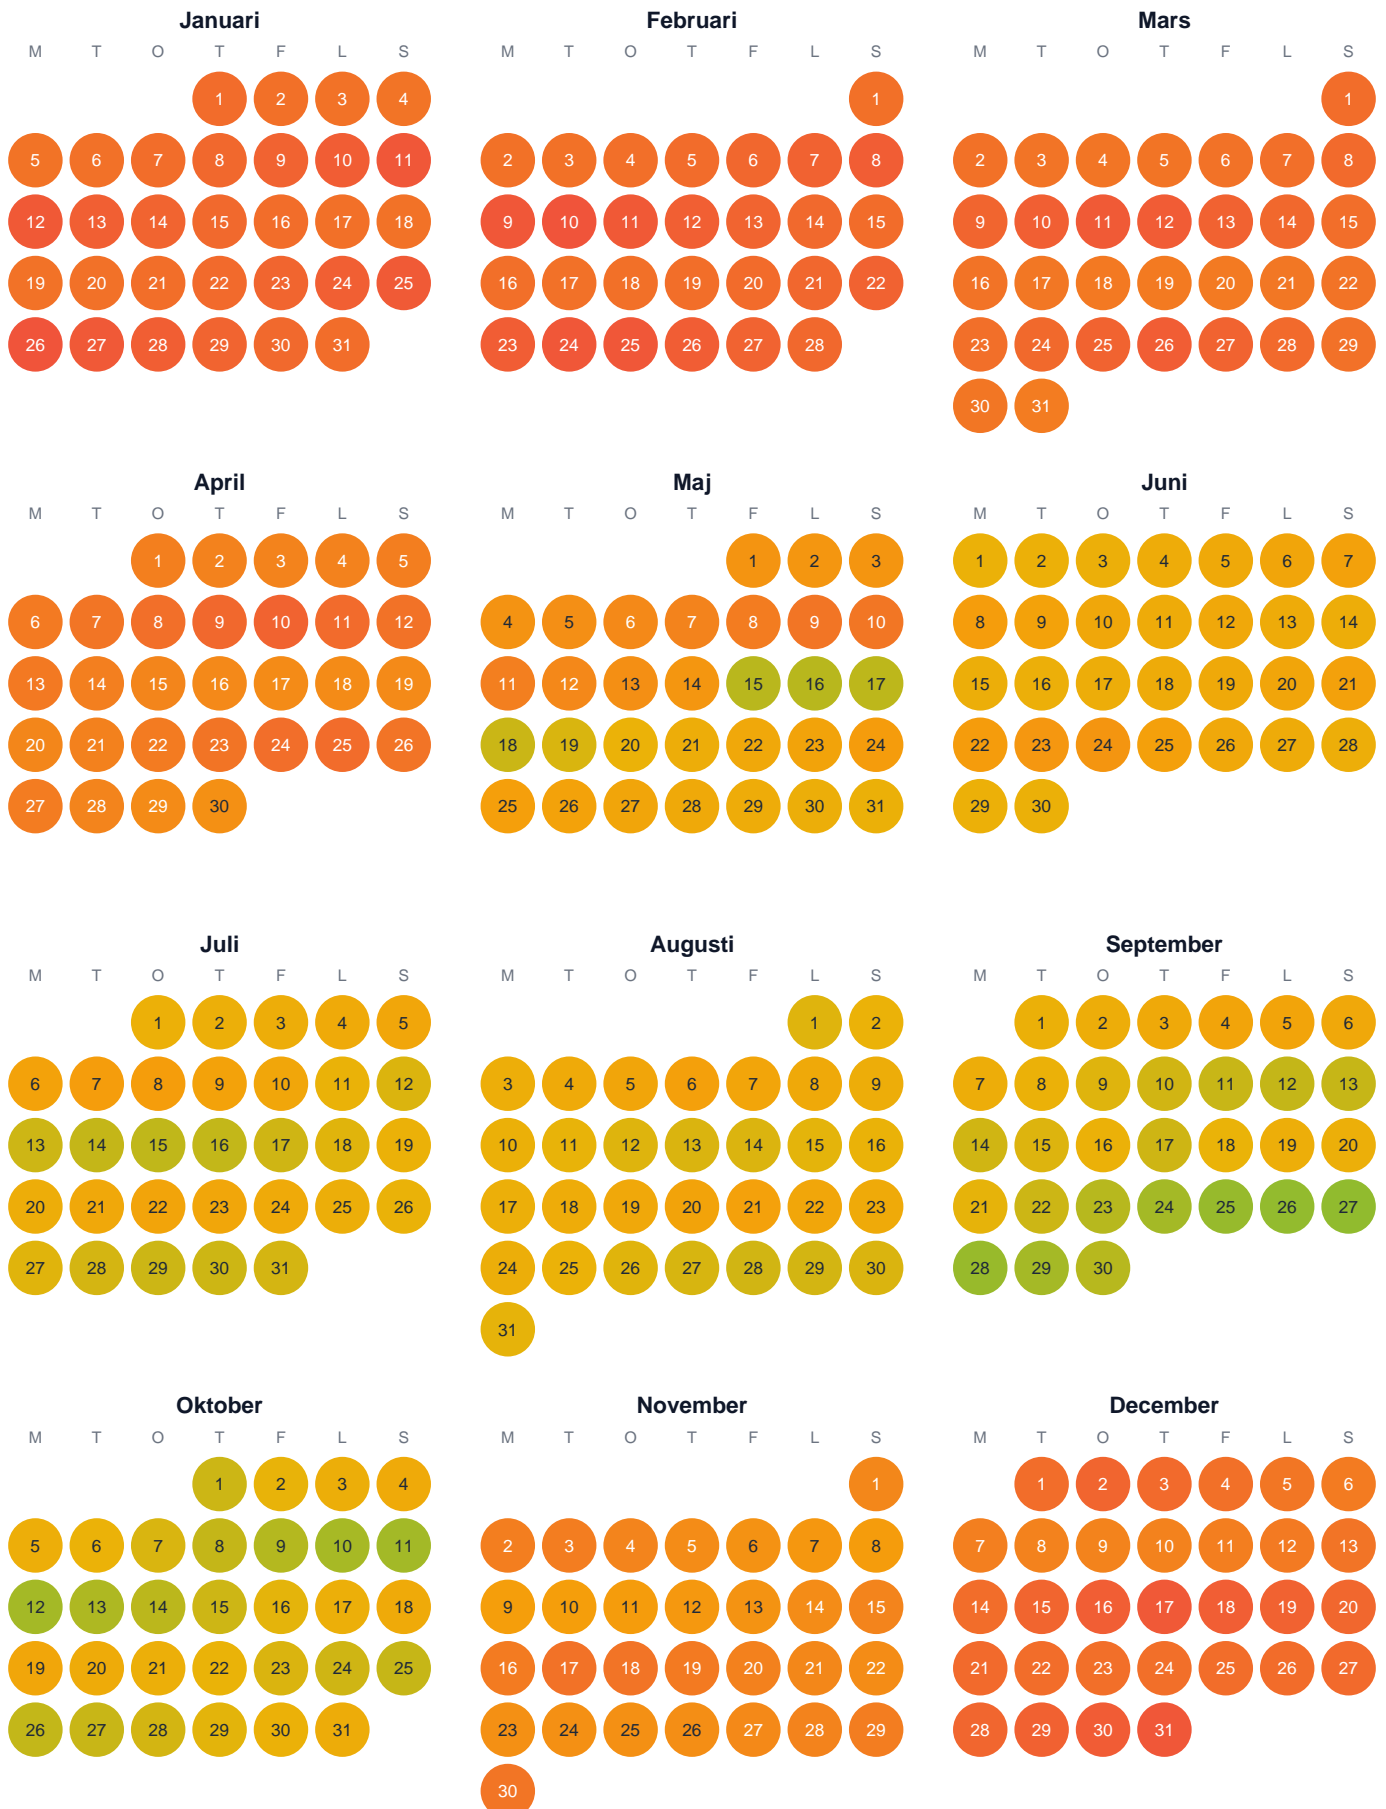 Januari Februari Mars
M T O T F L S M T O T F L S M T O T F L S
1 2 3 4 1 1
5 6 7 8 9 10 11 2 3 4 5 6 7 8 2 3 4 5 6 7 8
12 13 14 15 16 17 18 9 10 11 12 13 14 15 9 10 11 12 13 14 15
19 20 21 22 23 24 25 16 17 18 19 20 21 22 16 17 18 19 20 21 22
26 27 28 29 30 31 23 24 25 26 27 28 23 24 25 26 27 28 29
30 31
April Maj Juni
M T O T F L S M T O T F L S M T O T F L S
1 2 3 4 5 1 2 3 1 2 3 4 5 6 7
6 7 8 9 10 11 12 4 5 6 7 8 9 10 8 9 10 11 12 13 14
13 14 15 16 17 18 19 11 12 13 14 15 16 17 15 16 17 18 19 20 21
20 21 22 23 24 25 26 18 19 20 21 22 23 24 22 23 24 25 26 27 28
27 28 29 30 25 26 27 28 29 30 31 29 30
Juli Augusti September
M T O T F L S M T O T F L S M T O T F L S
1 2 3 4 5 1 2 1 2 3 4 5 6
6 7 8 9 10 11 12 3 4 5 6 7 8 9 7 8 9 10 11 12 13
13 14 15 16 17 18 19 10 11 12 13 14 15 16 14 15 16 17 18 19 20
20 21 22 23 24 25 26 17 18 19 20 21 22 23 21 22 23 24 25 26 27
27 28 29 30 31 24 25 26 27 28 29 30 28 29 30
31
Oktober November December
M T O T F L S M T O T F L S M T O T F L S
1 2 3 4 1 1 2 3 4 5 6
5 6 7 8 9 10 11 2 3 4 5 6 7 8 7 8 9 10 11 12 13
12 13 14 15 16 17 18 9 10 11 12 13 14 15 14 15 16 17 18 19 20
19 20 21 22 23 24 25 16 17 18 19 20 21 22 21 22 23 24 25 26 27
26 27 28 29 30 31 23 24 25 26 27 28 29 28 29 30 31
30